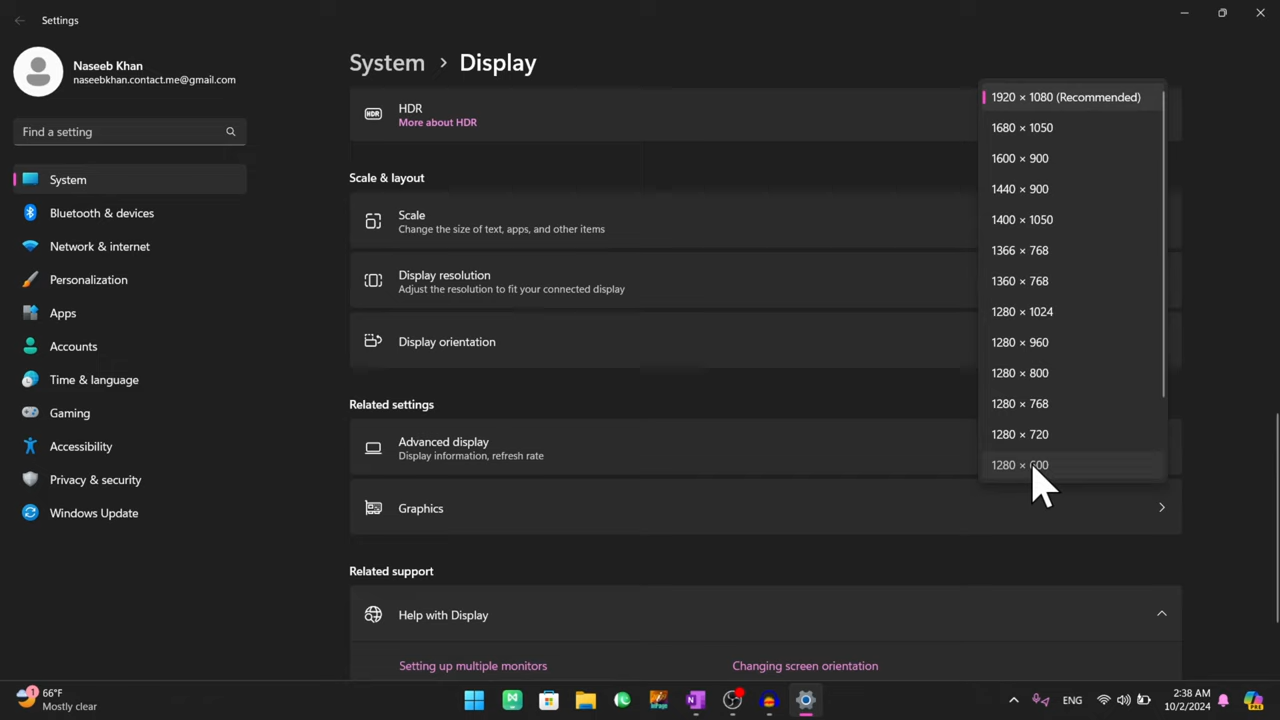 Settings
Naseeb Khan
naseebkhan.contact.me@gmail.com
Find a setting
System
Bluetooth & devices
Network & internet
Personalization
Apps
Accounts
Time & language
Gaming
Accessibility
Privacy & security
Windows Update
System > Display
HDR
More about HDR
Scale & layout
Scale
Change the size of text, apps, and other items
Display resolution
Adjust the resolution to fit your connected display
Display orientation
Related settings
Advanced display
Display information, refresh rate
Graphics
Related support
Help with Display
Setting up multiple monitors
Changing screen orientation
1920 × 1080 (Recommended)
1680 × 1050
1600 × 900
1440 × 900
1400 × 1050
1366 × 768
1360 × 768
1280 × 1024
1280 × 960
1280 × 800
1280 × 768
1280 × 720
1280 × 600
1
66°F
Mostly clear
ENG
2:38 AM
10/2/2024